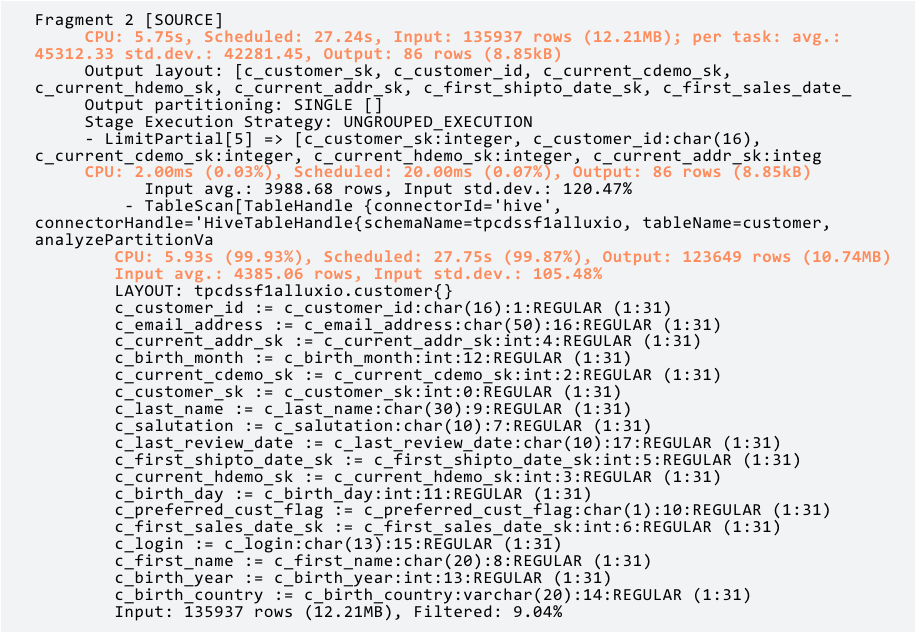 Fragment 2 [SOURCE]
CPU: 5.75s, Scheduled: 27.24s, Input: 135937 rows (12.21MB); per task: avg.:
45312.33 std.dev.: 42281.45, Output: 86 rows (8.85kB)
Output layout: [c_customer_sk, c_customer_id, c_current_cdemo_sk,
c_current_hdemo_sk, c_current_addr_sk, c_first_shipto_date_sk, c_first_sales_date_
Output partitioning: SINGLE []
Stage Execution Strategy: UNGROUPED_EXECUTION
- LimitPartial[5] => [c_customer_sk:integer, c_customer_id:char(16),
c_current_cdemo_sk:integer, c_current_hdemo_sk:integer, c_current_addr_sk:integ
CPU: 2.00ms (0.03%), Scheduled: 20.00ms (0.07%), Output: 86 rows (8.85kB)
Input avg.: 3988.68 rows, Input std.dev.: 120.47%
- TableScan[TableHandle {connectorId='hive',
connectorHandle='HiveTableHandle{schemaName=tpcdssf1alluxio, tableName=customer,
analyzePartitionVa
CPU: 5.93s (99.93%), Scheduled: 27.75s (99.87%), Output: 123649 rows (10.74MB)
Input avg.: 4385.06 rows, Input std.dev.: 105.48%
LAYOUT: tpcdssf1alluxio.customer{}
c_customer_id := c_customer_id:char(16):1:REGULAR (1:31)
c_email_address := c_email_address:char(50):16:REGULAR (1:31)
c_current_addr_sk := c_current_addr_sk:int:4:REGULAR (1:31)
c_birth_month := c_birth_month:int:12:REGULAR (1:31)
c_current_cdemo_sk := c_current_cdemo_sk:int:2:REGULAR (1:31)
c_customer_sk := c_customer_sk:int:0:REGULAR (1:31)
c_last_name := c_last_name:char(30):9:REGULAR (1:31)
c_salutation := c_salutation:char(10):7:REGULAR (1:31)
c_last_review_date := c_last_review_date:char(10):17:REGULAR (1:31)
c_first_shipto_date_sk := c_first_shipto_date_sk:int:5:REGULAR (1:31)
c_current_hdemo_sk := c_current_hdemo_sk:int:3:REGULAR (1:31)
c_birth_day := c_birth_day:int:11:REGULAR (1:31)
c_preferred_cust_flag := c_preferred_cust_flag:char(1):10:REGULAR (1:31)
c_first_sales_date_sk := c_first_sales_date_sk:int:6:REGULAR (1:31)
c_login := c_login:char(13):15:REGULAR (1:31)
c_first_name := c_first_name:char(20):8:REGULAR (1:31)
c_birth_year := c_birth_year:int:13:REGULAR (1:31)
c_birth_country := c_birth_country:varchar(20):14:REGULAR (1:31)
Input: 135937 rows (12.21MB), Filtered: 9.04%